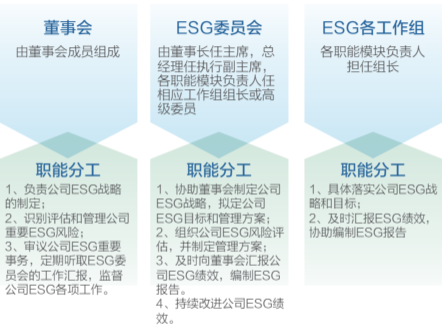 董事会
由董事会成员组成
职能分工
1、负责公司ESG战略
的制定；
2、识别评估和管理公司
重要ESG风险；
3、审议公司ESG重要
事务，定期听取ESG委
员会的工作汇报，监督
公司ESG各项工作。
ESG委员会
由董事长任主席，总
经理任执行副主席，
各职能模块负责人任
相应工作组组长或高
级委员
职能分工
1、协助董事会制定公司
ESG战略，拟定公司
ESG目标和管理方案；
2、组织公司ESG风险评
估，并制定管理方案；
3、及时向董事会汇报公
司ESG绩效，编制ESG
报告。
4、持续改进公司ESG绩
效。
ESG各工作组
各职能模块负责人
担任组长
职能分工
1、具体落实公司ESG战
略和目标；
2、及时汇报ESG绩效，
协助编制ESG报告